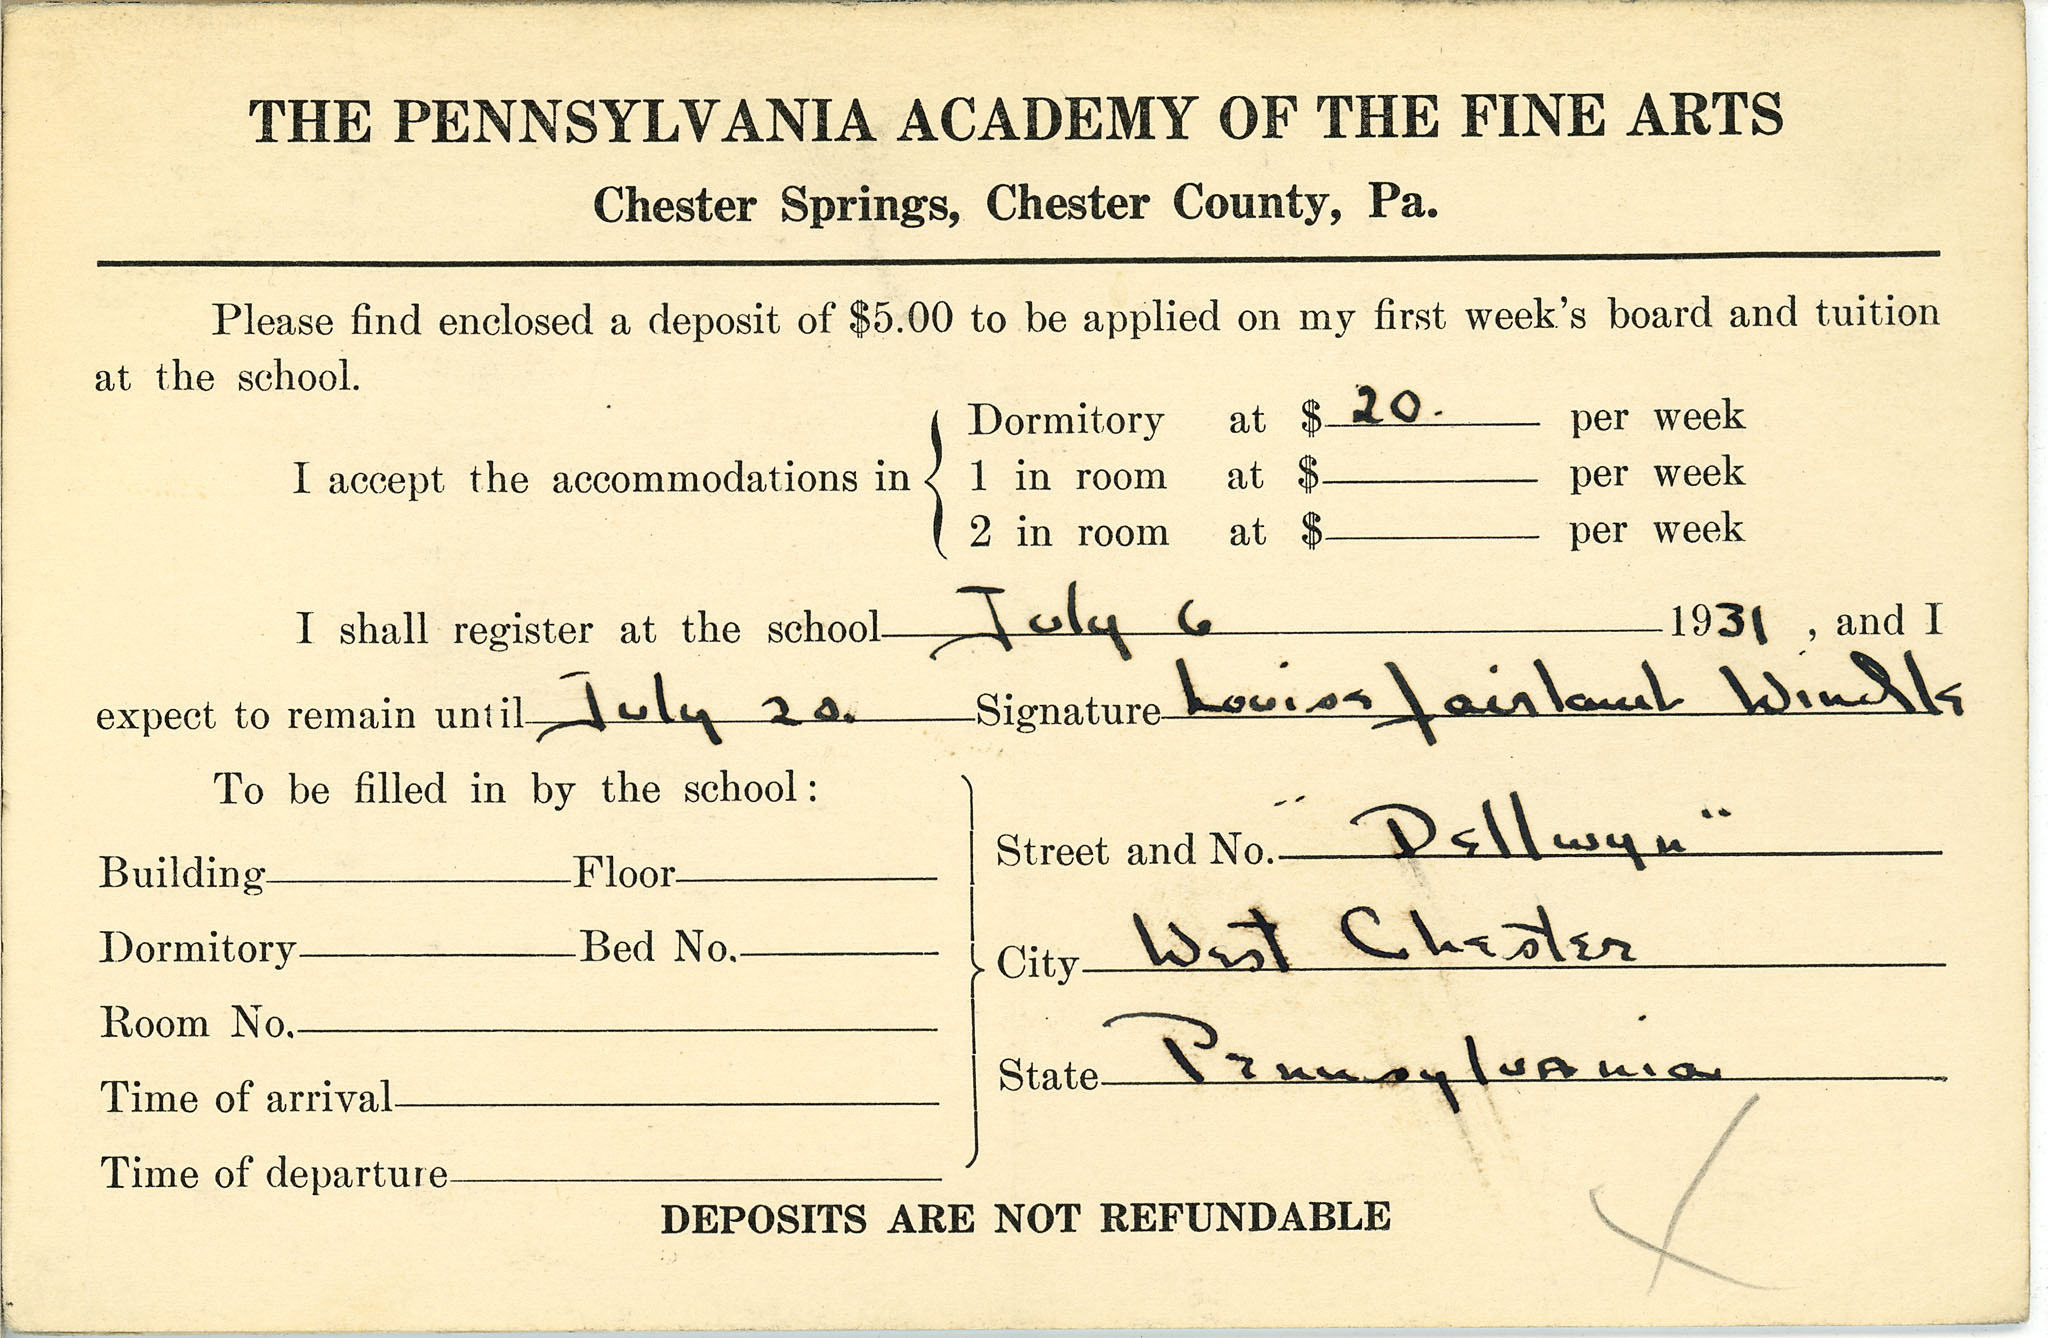 THE PENNSYLVANIA ACADEMY OF THE FINE ARTS
Chester Springs, Chester County, Pa.
Please find enclosed a deposit of $5.00 to be applied on my first week's board and tuition
at the school.
Dormitory at $ 20. per week
I accept the accommodations in 1 in room at $ per week
2 in room at $ per week
I shall register at the school July 6 1931, and I
expect to remain until July 20. Signature Louise Fairlamb Windle
To be filled in by the school:
Building Floor
Dormitory Bed No.
Room No.
Time of arrival
Time of departure
Street and No. "Dellwyn"
City West Chester
State Pennsylvania
DEPOSITS ARE NOT REFUNDABLE